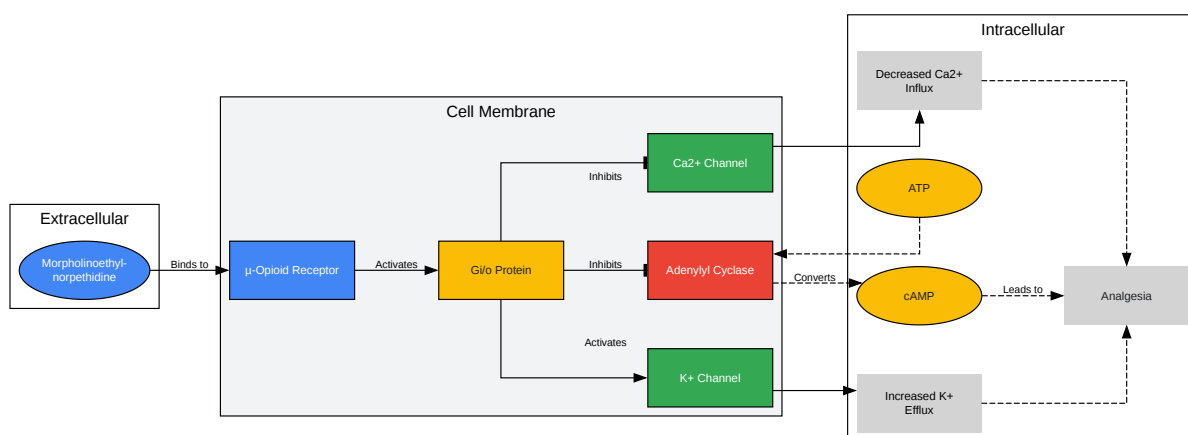 Extracellular
Morpholinoethyl-
norpethidine
Binds to
Cell Membrane
µ-Opioid Receptor
Activates
Gi/o Protein
Inhibits
Ca2+ Channel
Inhibits
Adenylyl Cyclase
Activates
K+ Channel
Converts
Intracellular
Decreased Ca2+
Influx
ATP
cAMP
Leads to
Analgesia
Increased K+
Efflux